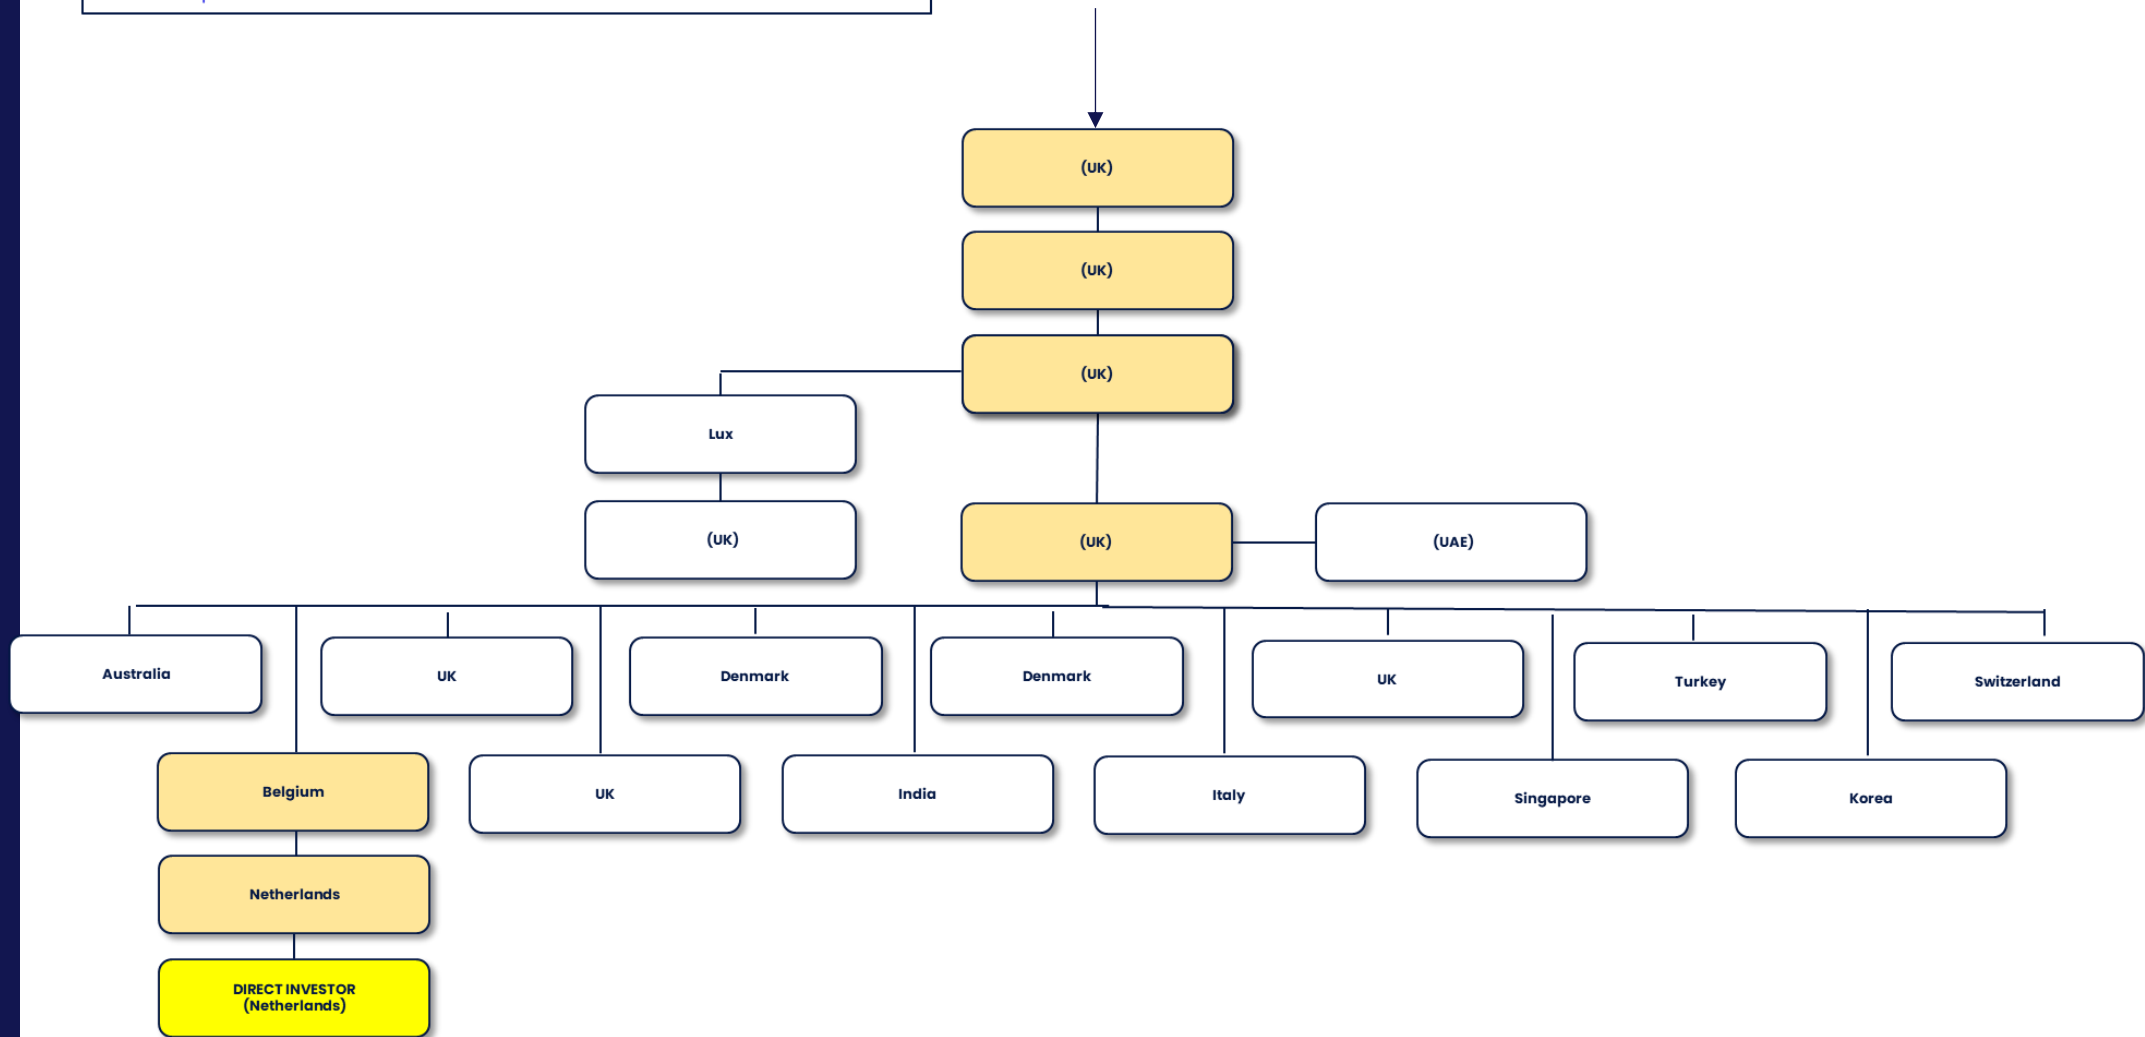 (UK)
(UK)
(UK)
Lux
(UK)
(UK)
(UAE)
Australia
UK
Denmark
Denmark
UK
Turkey
Switzerland
Belgium
UK
India
Italy
Singapore
Korea
Netherlands
DIRECT INVESTOR
(Netherlands)